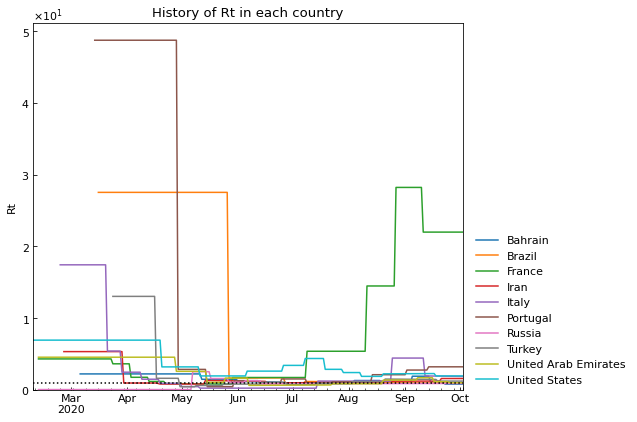 History of Rt in each country
×10¹
5
4
3
2
1
0
Rt
Mar Apr May Jun Jul Aug Sep Oct
2020
Bahrain
Brazil
France
Iran
Italy
Portugal
Russia
Turkey
United Arab Emirates
United States